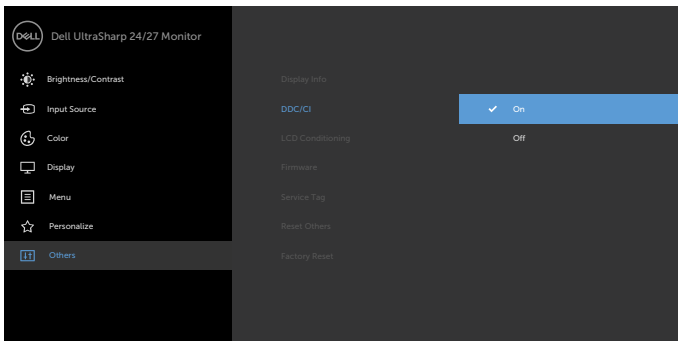 DELL Dell UltraSharp 24/27 Monitor
Brightness/Contrast
Input Source
Color
Display
Menu
Personalize
Others
Display Info
DDC/CI
LCD Conditioning
Firmware
Service Tag
Reset Others
Factory Reset
On
Off